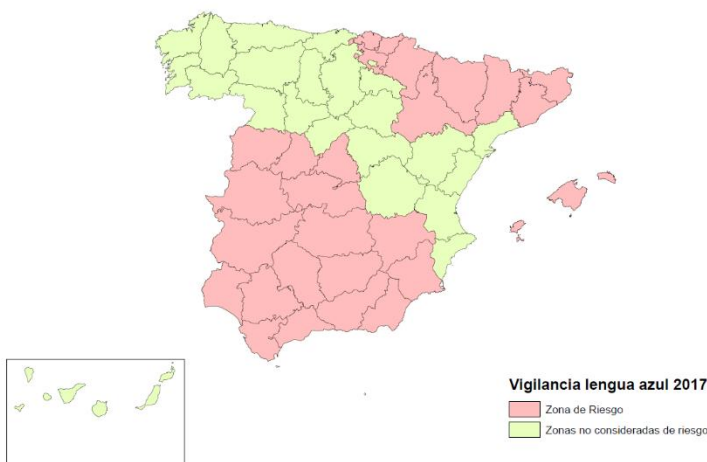 Vigilancia lengua azul 2017
Zona de Riesgo
Zonas no consideradas de riesgo